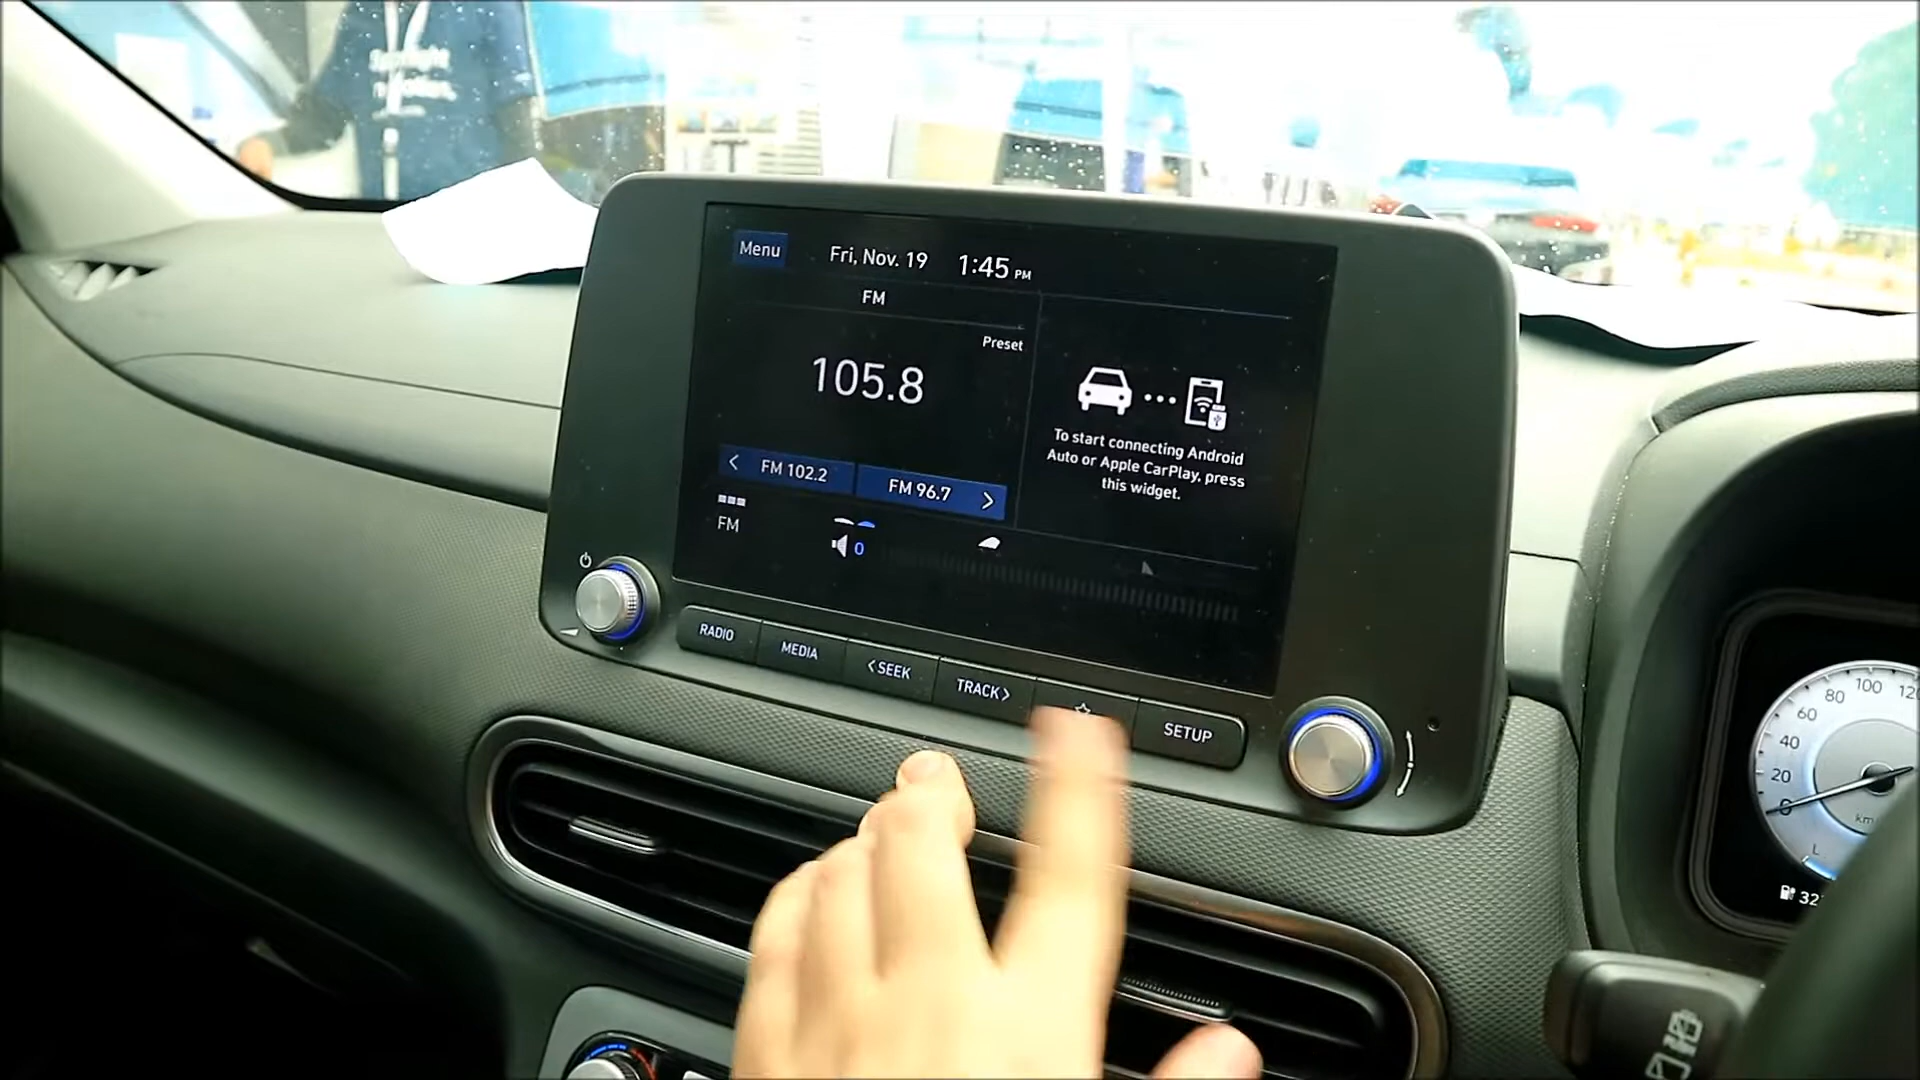 Menu
Fri, Nov. 19
1:45 PM
FM
Preset
105.8
FM 102.2
FM 96.7
FM
0
To start connecting Android
Auto or Apple CarPlay, press
this widget.
RADIO
MEDIA
<SEEK
TRACK>
SETUP
0
20
40
60
80
100
L